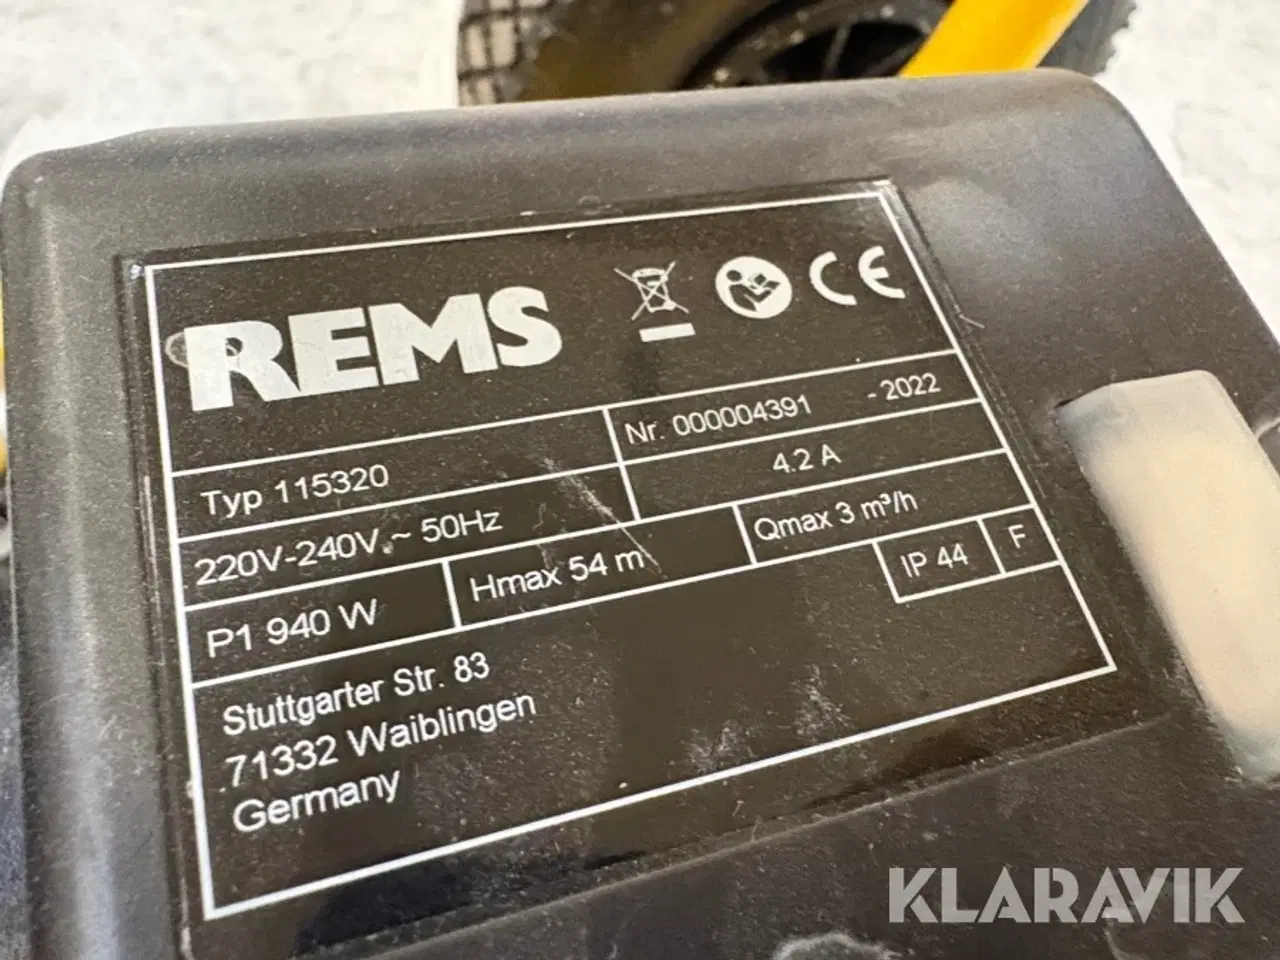 REMS CE
Nr. 000004391 - 2022
Typ 115320
4.2 A
220V-240V ~ 50Hz
Qmax 3 m³/h
Hmax 54 m
P1 940 W
IP 44 F
Stuttgarter Str. 83
71332 Waiblingen
Germany
KLARAVIK